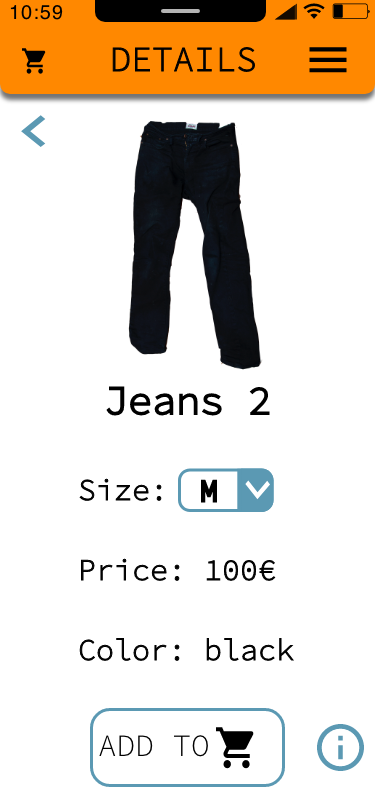 10:59
DETAILS
Jeans 2
Size: M
Price: 100€
Color: black
ADD TO